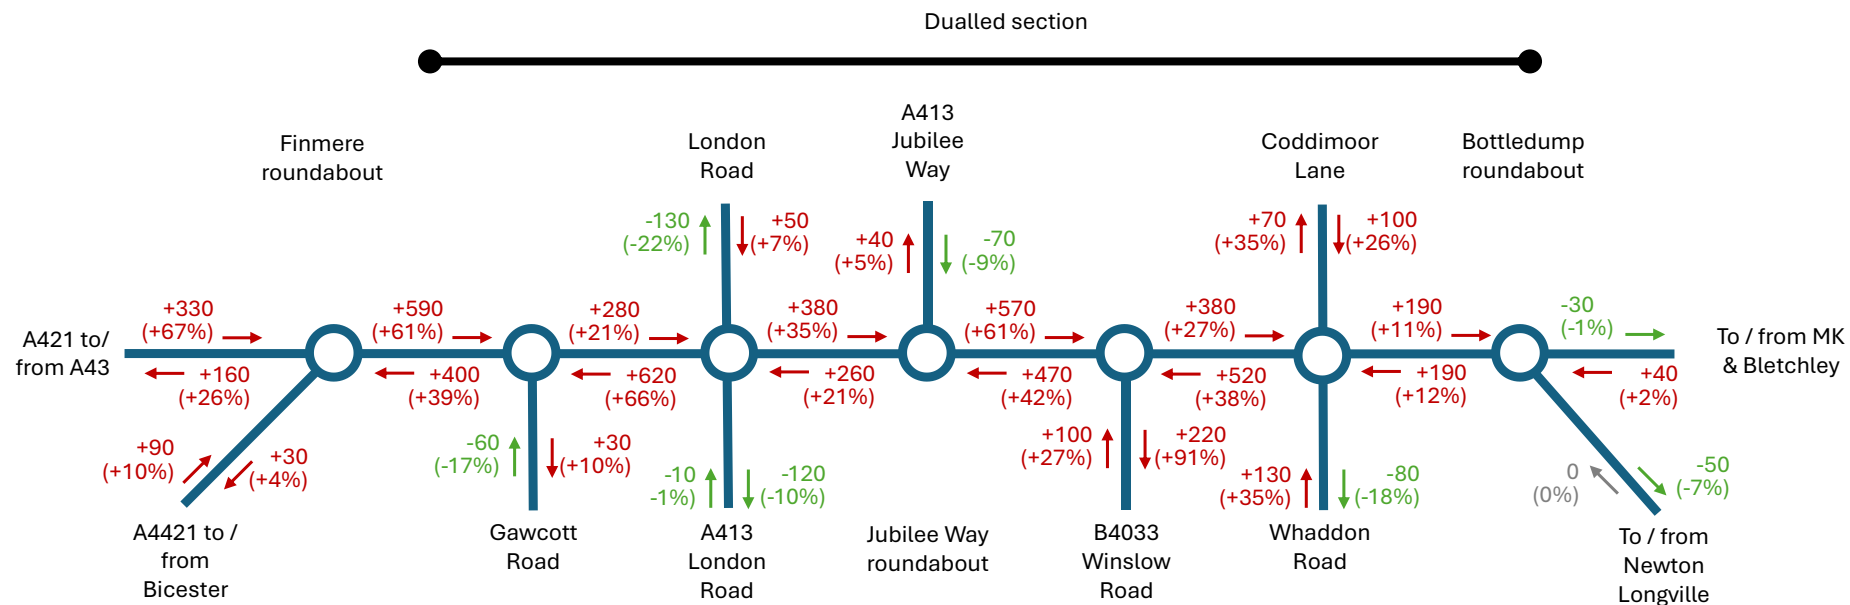 Dualled section
Finmere
roundabout
London
Road
A413
Jubilee
Way
Coddimoor
Lane
Bottledump
roundabout
-130
(-22%)
+50
(+7%)
+40
(+5%)
-70
(-9%)
+70
(+35%)
+100
(+26%)
A421 to/
from A43
+330
(+67%)
+590
(+61%)
+280
(+21%)
+380
(+35%)
+570
(+61%)
+380
(+27%)
+190
(+11%)
-30
(-1%)
To / from MK
& Bletchley
+160
(+26%)
+400
(+39%)
+620
(+66%)
+260
(+21%)
+470
(+42%)
+520
(+38%)
+190
(+12%)
+40
(+2%)
+90
(+10%)
+30
(+4%)
-60
(-17%)
+30
(+10%)
-10
-1%)
-120
(-10%)
+100
(+27%)
+220
(+91%)
+130
(+35%)
-80
(-18%)
0
(0%)
-50
(-7%)
A4421 to /
from
Bicester
Gawcott
Road
A413
London
Road
Jubilee Way
roundabout
B4033
Winslow
Road
Whaddon
Road
To / from
Newton
Longville